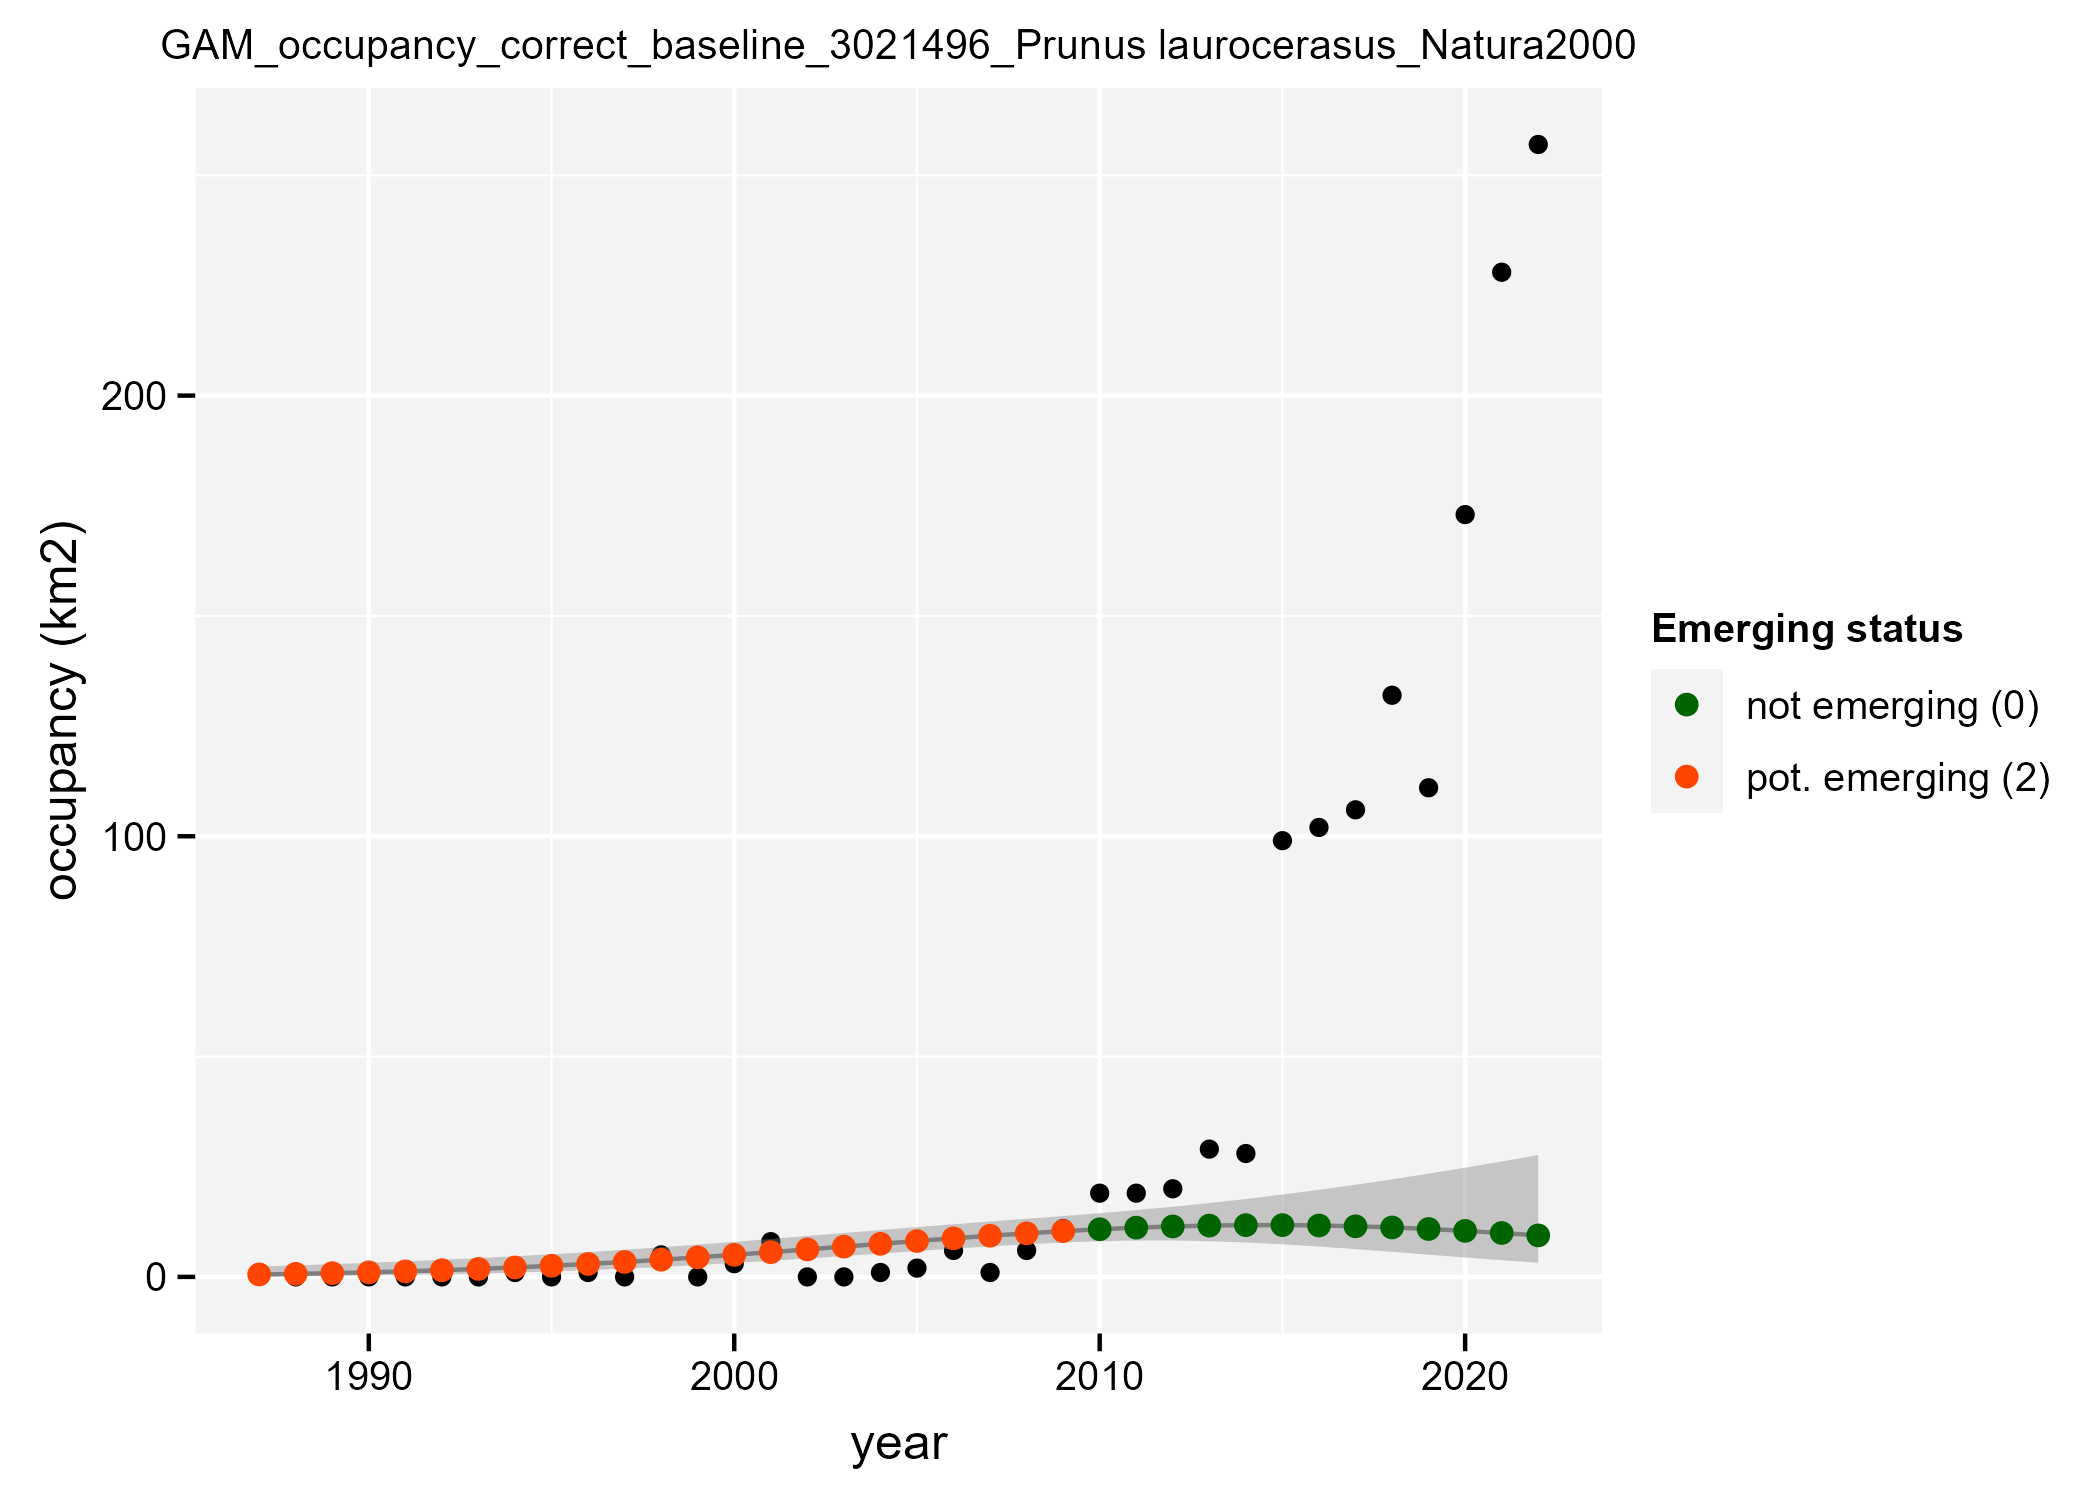 GAM_occupancy_correct_baseline_3021496_Prunus laurocerasus_Natura2000
occupancy (km2)
200
100
0
1990 2000 2010 2020
year
Emerging status
not emerging (0)
pot. emerging (2)